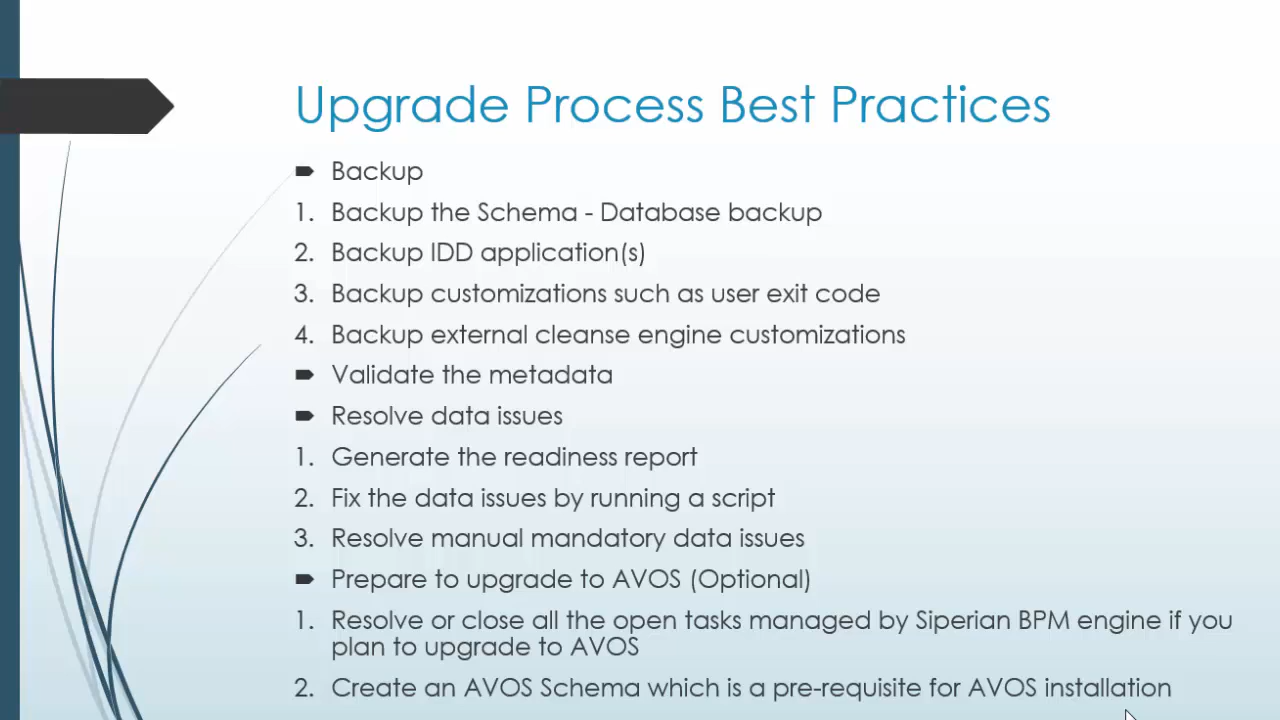 Upgrade Process Best Practices
Backup
1. Backup the Schema - Database backup
2. Backup IDD application(s)
3. Backup customizations such as user exit code
4. Backup external cleanse engine customizations
Validate the metadata
Resolve data issues
1. Generate the readiness report
2. Fix the data issues by running a script
3. Resolve manual mandatory data issues
Prepare to upgrade to AVOS (Optional)
1. Resolve or close all the open tasks managed by Siperian BPM engine if you
plan to upgrade to AVOS
2. Create an AVOS Schema which is a pre-requisite for AVOS installation